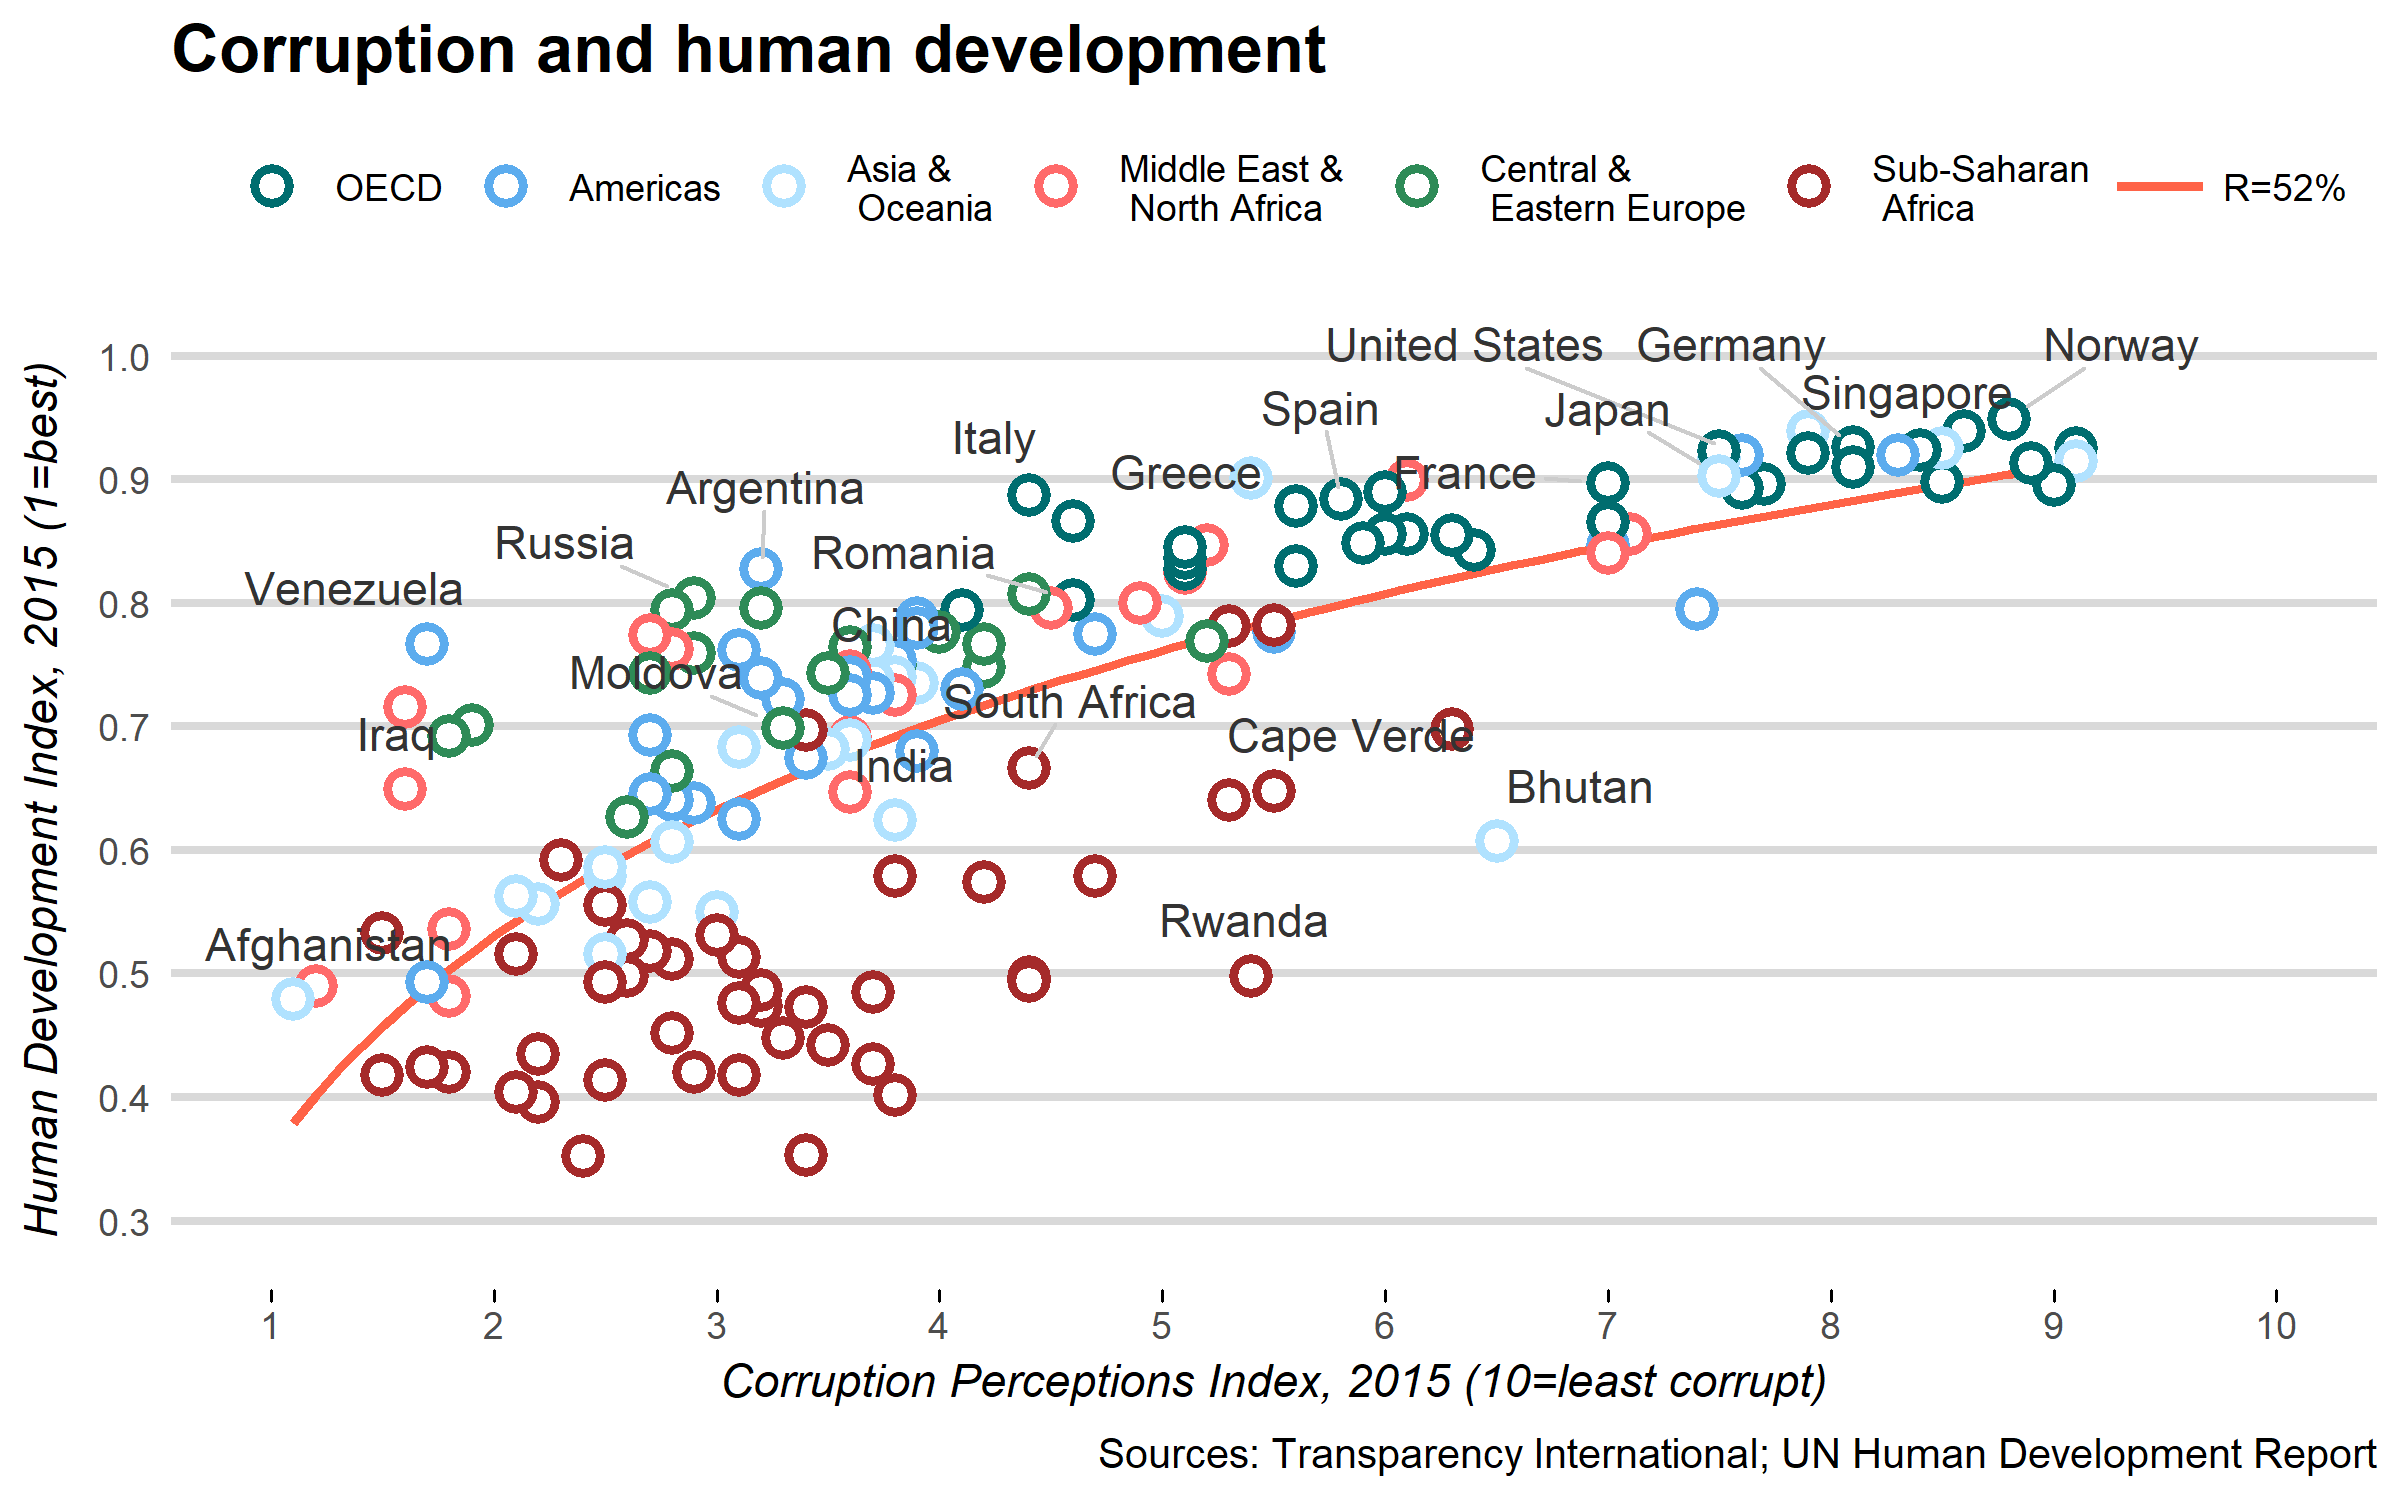 Corruption and human development
OECD
Americas
Asia &
Oceania
Middle East &
North Africa
Central &
Eastern Europe
Sub-Saharan
Africa
R=52%
Human Development Index, 2015 (1=best)
1.0
0.9
0.8
0.7
0.6
0.5
0.4
0.3
United States
Germany
Norway
Singapore
Spain
Japan
Italy
Greece
France
Argentina
Russia
Romania
Venezuela
China
Moldova
South Africa
Iraq
Cape Verde
India
Bhutan
Rwanda
Afghanistan
1
2
3
4
5
6
7
8
9
10
Corruption Perceptions Index, 2015 (10=least corrupt)
Sources: Transparency International; UN Human Development Report